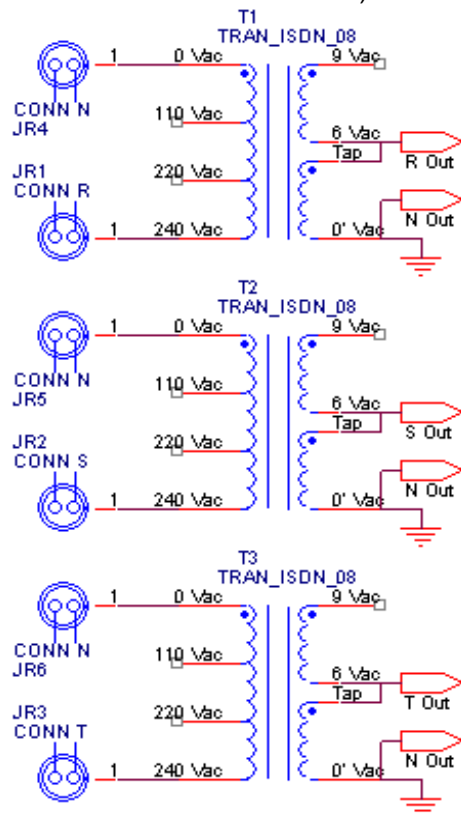 T1
TRAN_ISDN_08
1 0 Vac 9 Vac
CONN N
JR4
110 Vac
6 Vac
Tap
R Out
JR1
CONN R
220 Vac
N Out
1 240 Vac 0' Vac
T2
TRAN_ISDN_08
1 0 Vac 9 Vac
CONN N
JR5
110 Vac
6 Vac
Tap
S Out
JR2
CONN S
220 Vac
N Out
1 240 Vac 0' Vac
T3
TRAN_ISDN_08
1 0 Vac 9 Vac
CONN N
JR6
110 Vac
6 Vac
Tap
T Out
JR3
CONN T
220 Vac
N Out
1 240 Vac 0' Vac